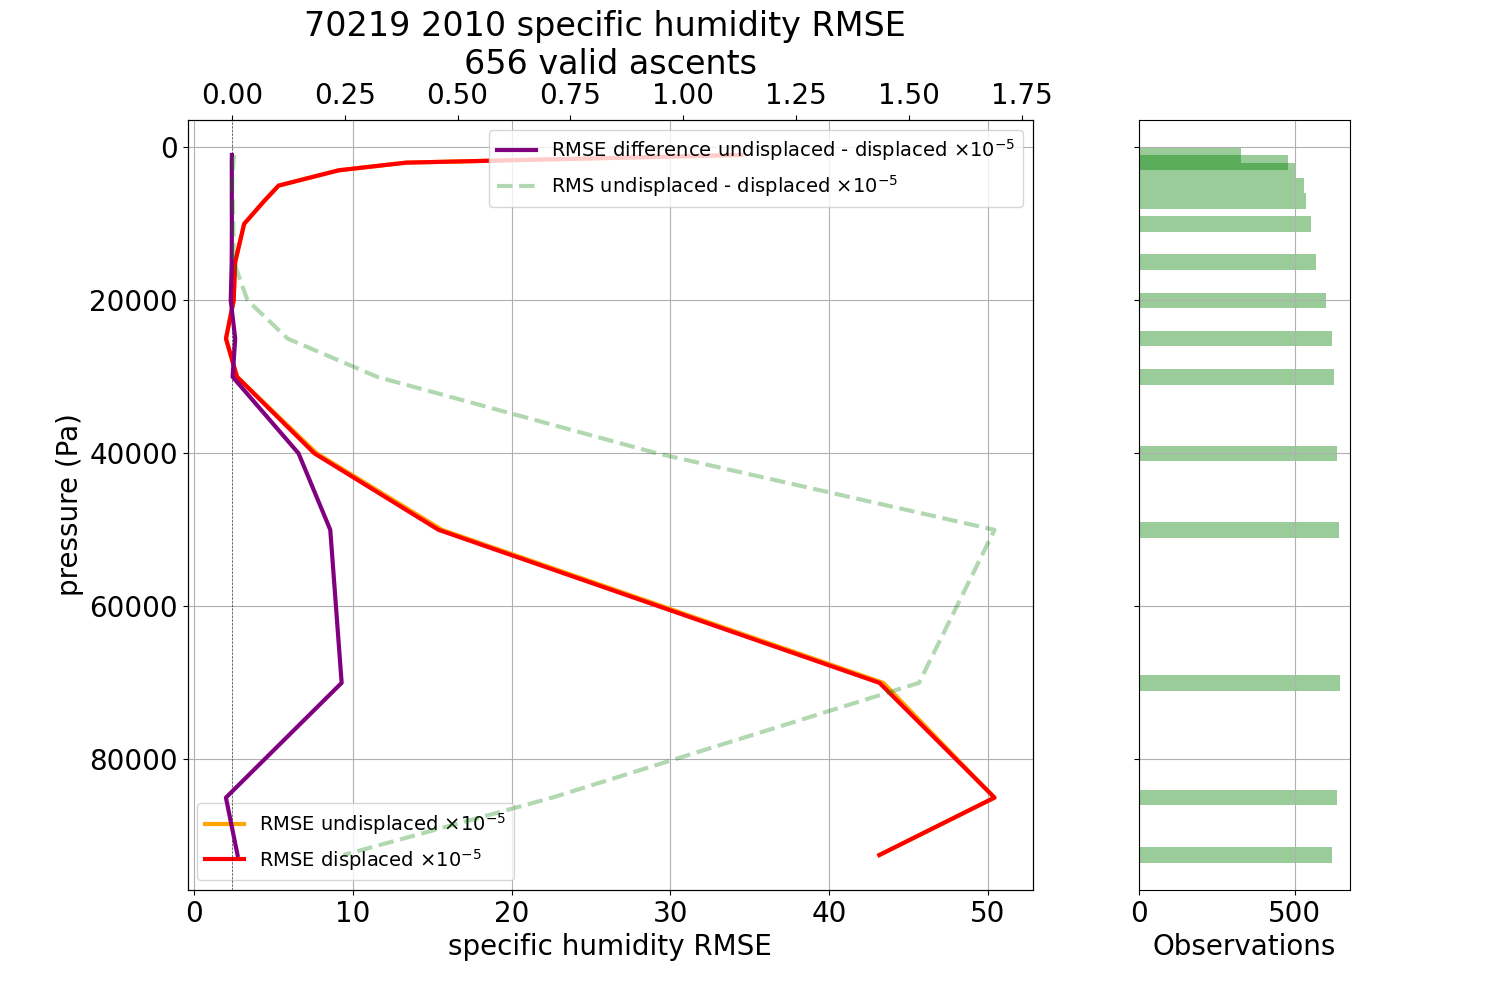 70219 2010 specific humidity RMSE
656 valid ascents
0.00 0.25 0.50 0.75 1.00 1.25 1.50 1.75
RMSE difference undisplaced - displaced ×10⁻⁵
RMS undisplaced - displaced ×10⁻⁵
0
20000
40000
60000
80000
pressure (Pa)
RMSE undisplaced ×10⁻⁵
RMSE displaced ×10⁻⁵
0 10 20 30 40 50
specific humidity RMSE
0 500
Observations